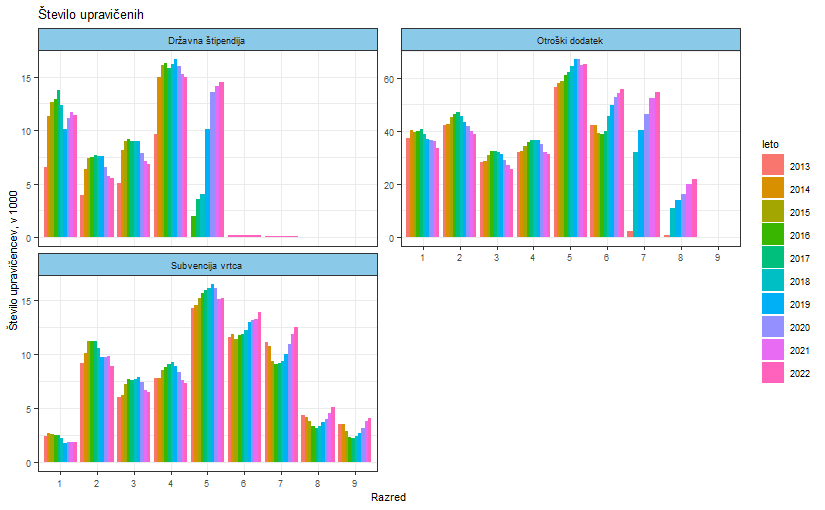 Število upravičenih
Državna štipendija
Otroški dodatek
15
10
5
0
60
40
20
0
1 2 3 4 5 6 7 8 9
Subvencija vrtca
15
10
5
0
1 2 3 4 5 6 7 8 9
Razred
Število upravičencev, v 1000
leto
2013
2014
2015
2016
2017
2018
2019
2020
2021
2022